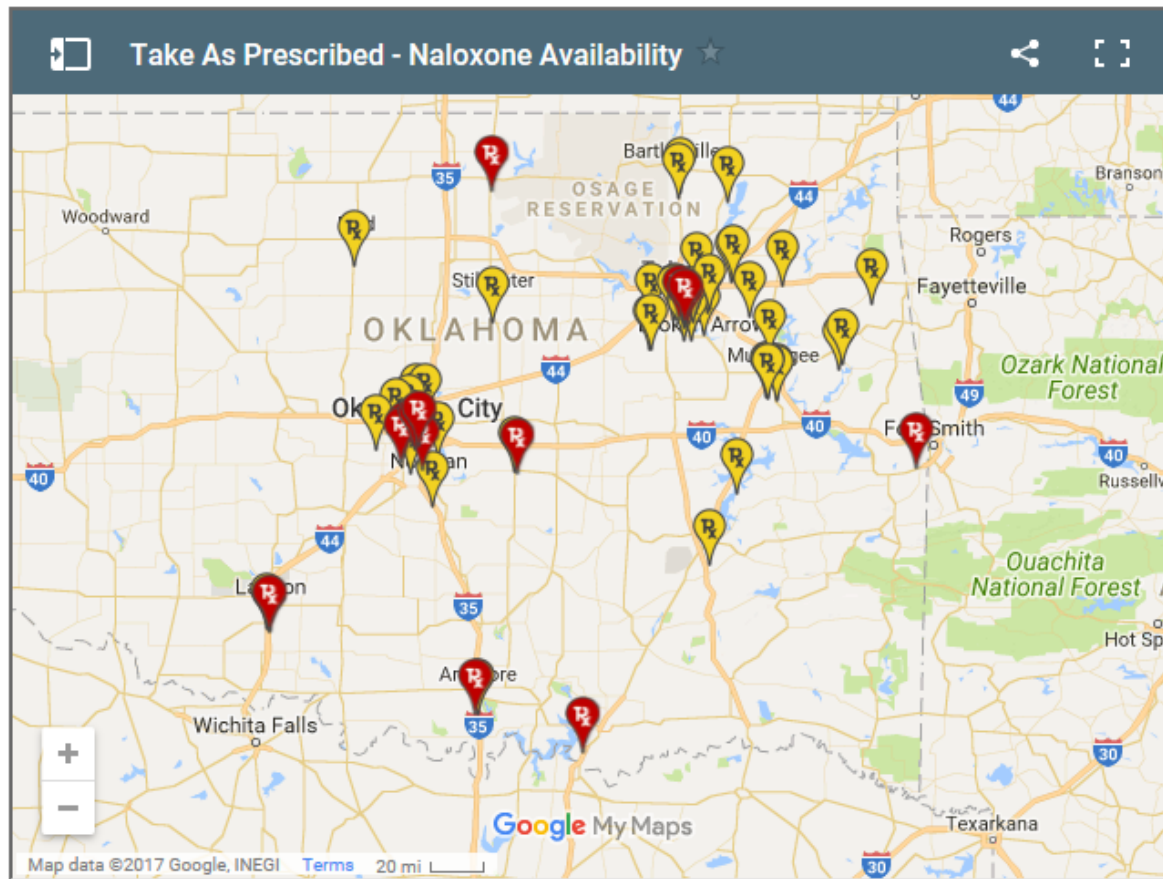 Take As Prescribed - Naloxone Availability
44
35
OSAGE
RESERVATION
44
Branson
Woodward
Rogers
Fayetteville
OKLAHOMA
44
Ozark National
Forest
49
City
40
40
Smith
40
40
Russellv
44
Ouachita
National Forest
35
Hot Sp
Wichita Falls
35
30
Google My Maps
Texarkana
30
Map data ©2017 Google, INEGI Terms 20 mi